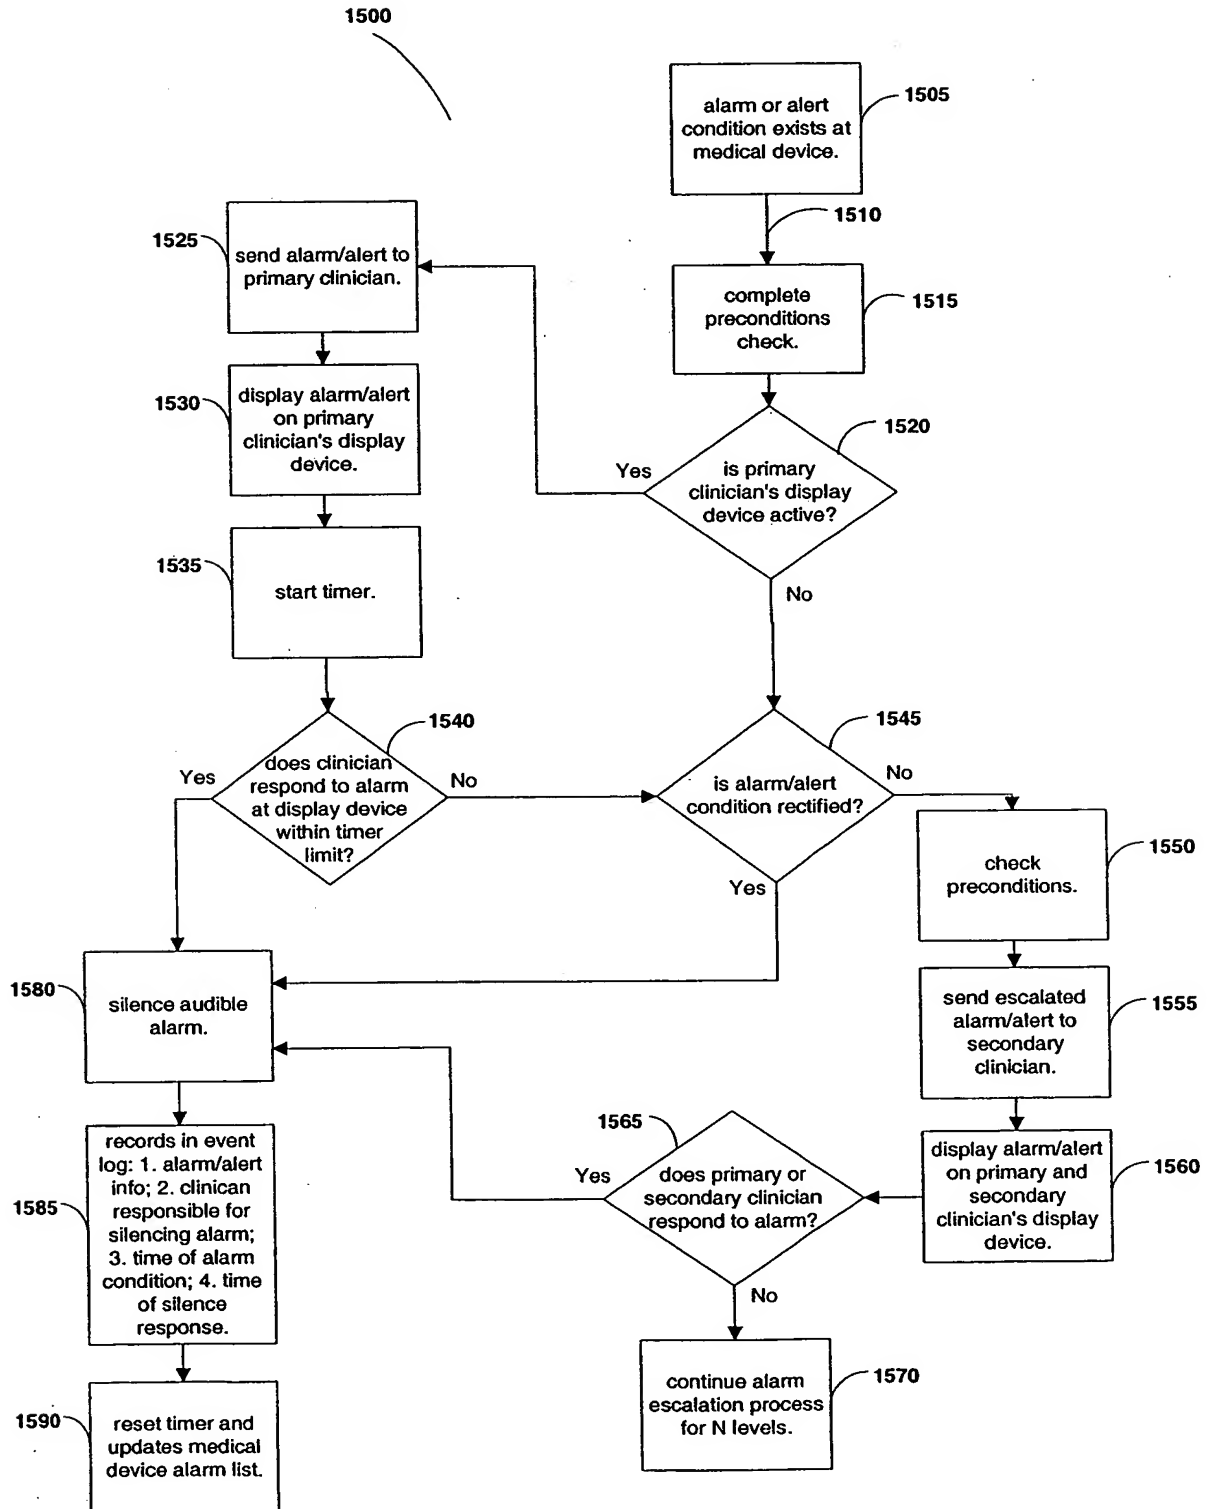 1500
alarm or alert
condition exists at
medical device.
1505
1510
complete
preconditions
check.
1515
is primary
clinician's display
device active?
1520
Yes
No
1525
send alarm/alert to
primary clinician.
1530
display alarm/alert
on primary
clinician's display
device.
1535
start timer.
1540
does clinician
respond to alarm
at display device
within timer
limit?
Yes
No
1545
is alarm/alert
condition rectified?
No
Yes
check
preconditions.
1550
send escalated
alarm/alert to
secondary
clinician.
1555
display alarm/alert
on primary and
secondary
clinician's display
device.
1560
1565
does primary or
secondary clinician
respond to alarm?
Yes
No
continue alarm
escalation process
for N levels.
1570
1580
silence audible
alarm.
1585
records in event
log: 1. alarm/alert
info; 2. clinican
responsible for
silencing alarm;
3. time of alarm
condition; 4. time
of silence
response.
1590
reset timer and
updates medical
device alarm list.